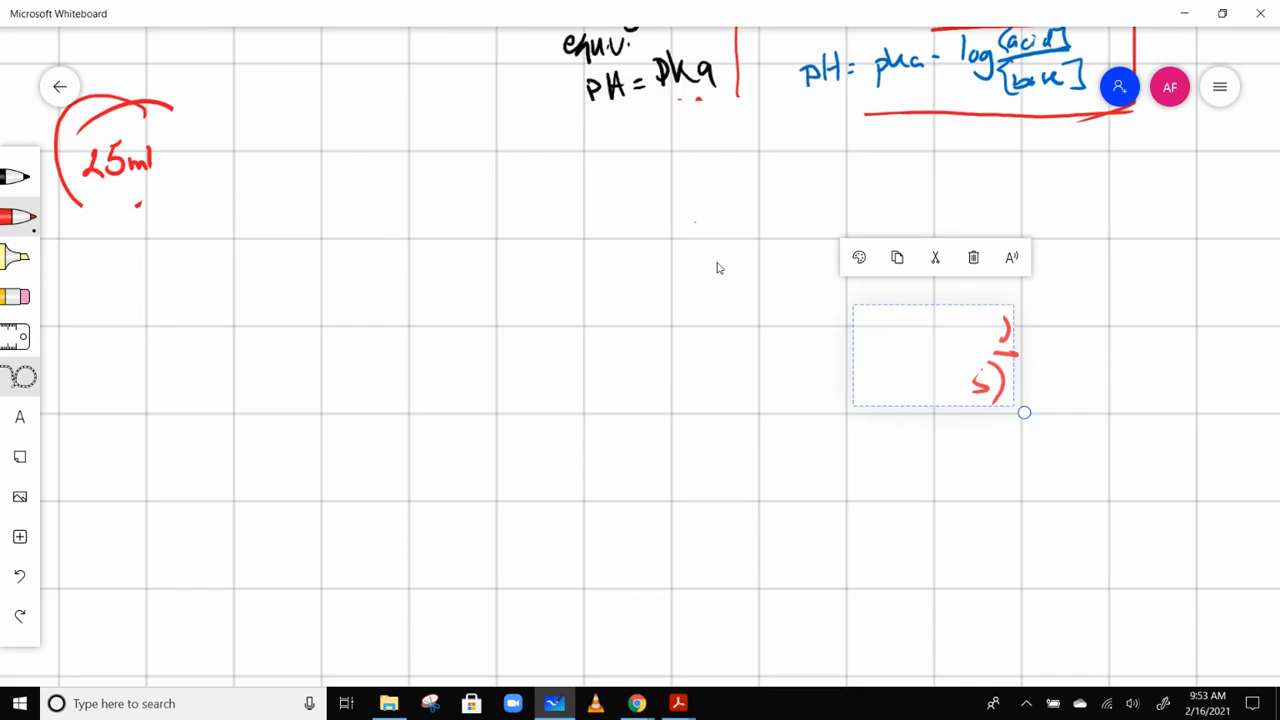 Microsoft Whiteboard
equiv.
pH = pKa
pH = pka - log [acid]
[base]
AF
25ml
)
5)
A
Type here to search
9:53 AM
2/16/2021